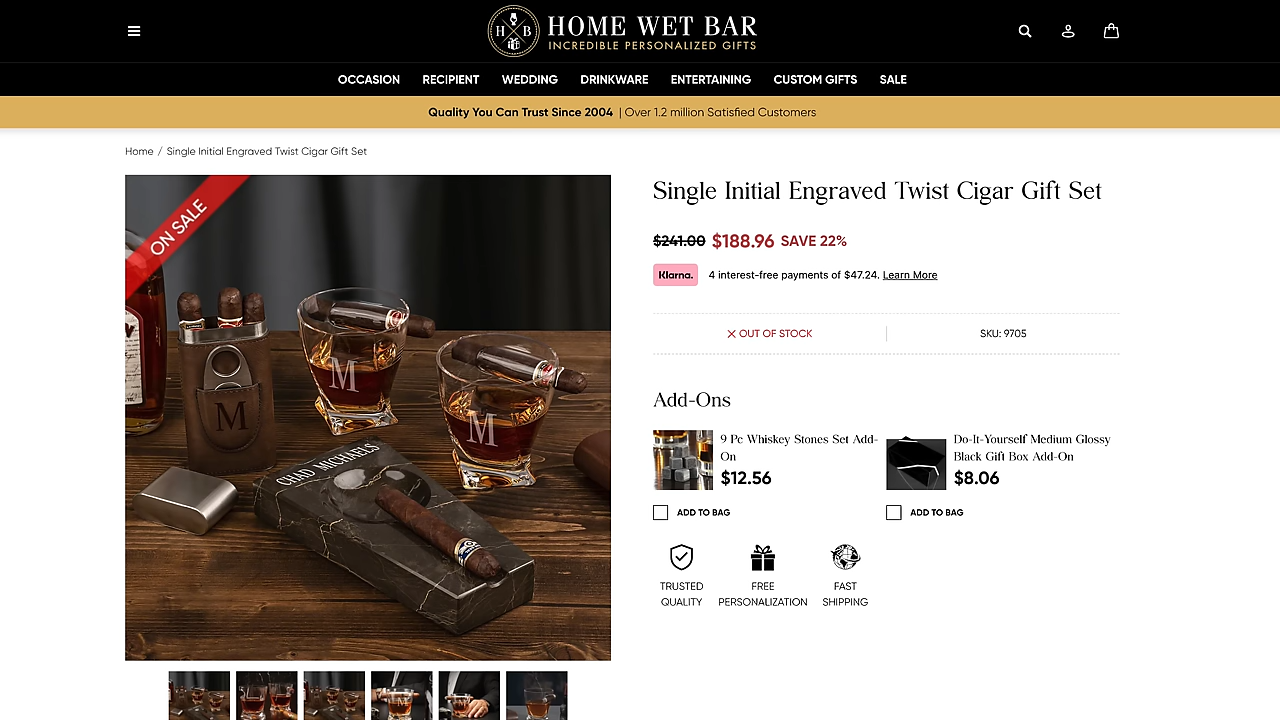 H B
HOME WET BAR
INCREDIBLE PERSONALIZED GIFTS
OCCASION RECIPIENT WEDDING DRINKWARE ENTERTAINING CUSTOM GIFTS SALE
Quality You Can Trust Since 2004 | Over 1.2 million Satisfied Customers
Home / Single Initial Engraved Twist Cigar Gift Set
ON SALE
M
M
M
CHAD MICHAELS
Single Initial Engraved Twist Cigar Gift Set
$241.00 $188.96 SAVE 22%
Klarna. 4 interest-free payments of $47.24. Learn More
OUT OF STOCK SKU: 9705
Add-Ons
9 Pc Whiskey Stones Set Add-
On
$12.56
ADD TO BAG
Do-It-Yourself Medium Glossy
Black Gift Box Add-On
$8.06
ADD TO BAG
TRUSTED
QUALITY
FREE
PERSONALIZATION
FAST
SHIPPING